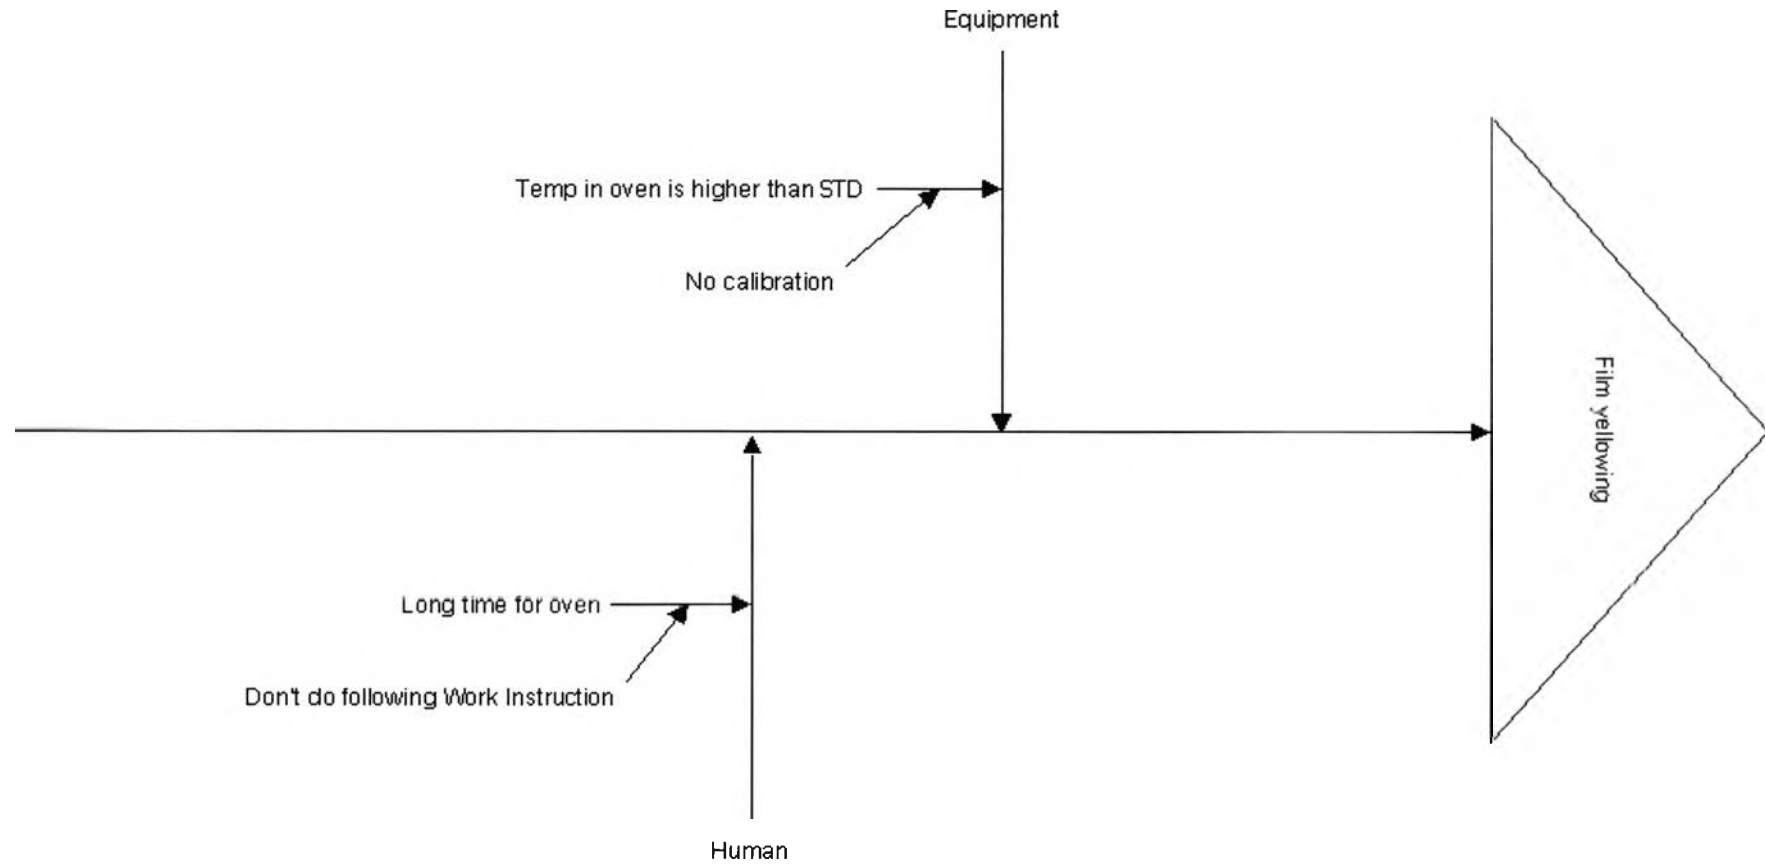 Equipment
Temp in oven is higher than STD
No calibration
Film yellowing
Long time for oven
Don't do following Work Instruction
Human